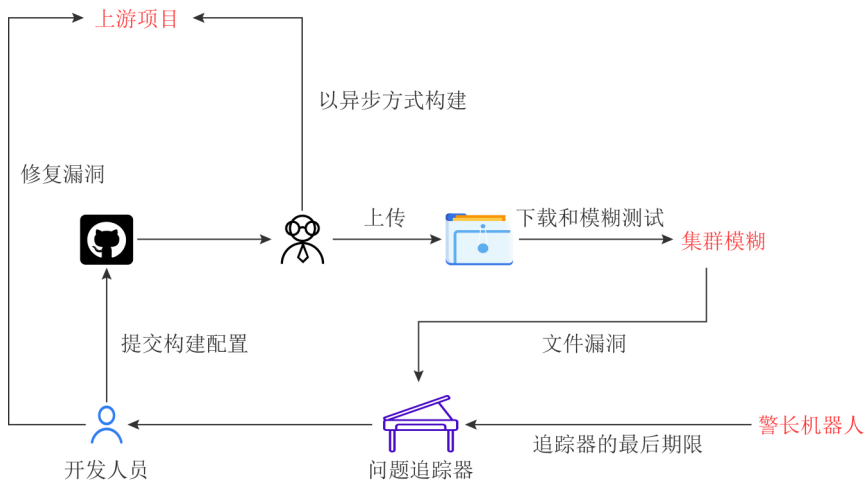 上游项目
以异步方式构建
修复漏洞
上传
下载和模糊测试
集群模糊
提交构建配置
文件漏洞
警长机器人
追踪器的最后期限
开发人员
问题追踪器